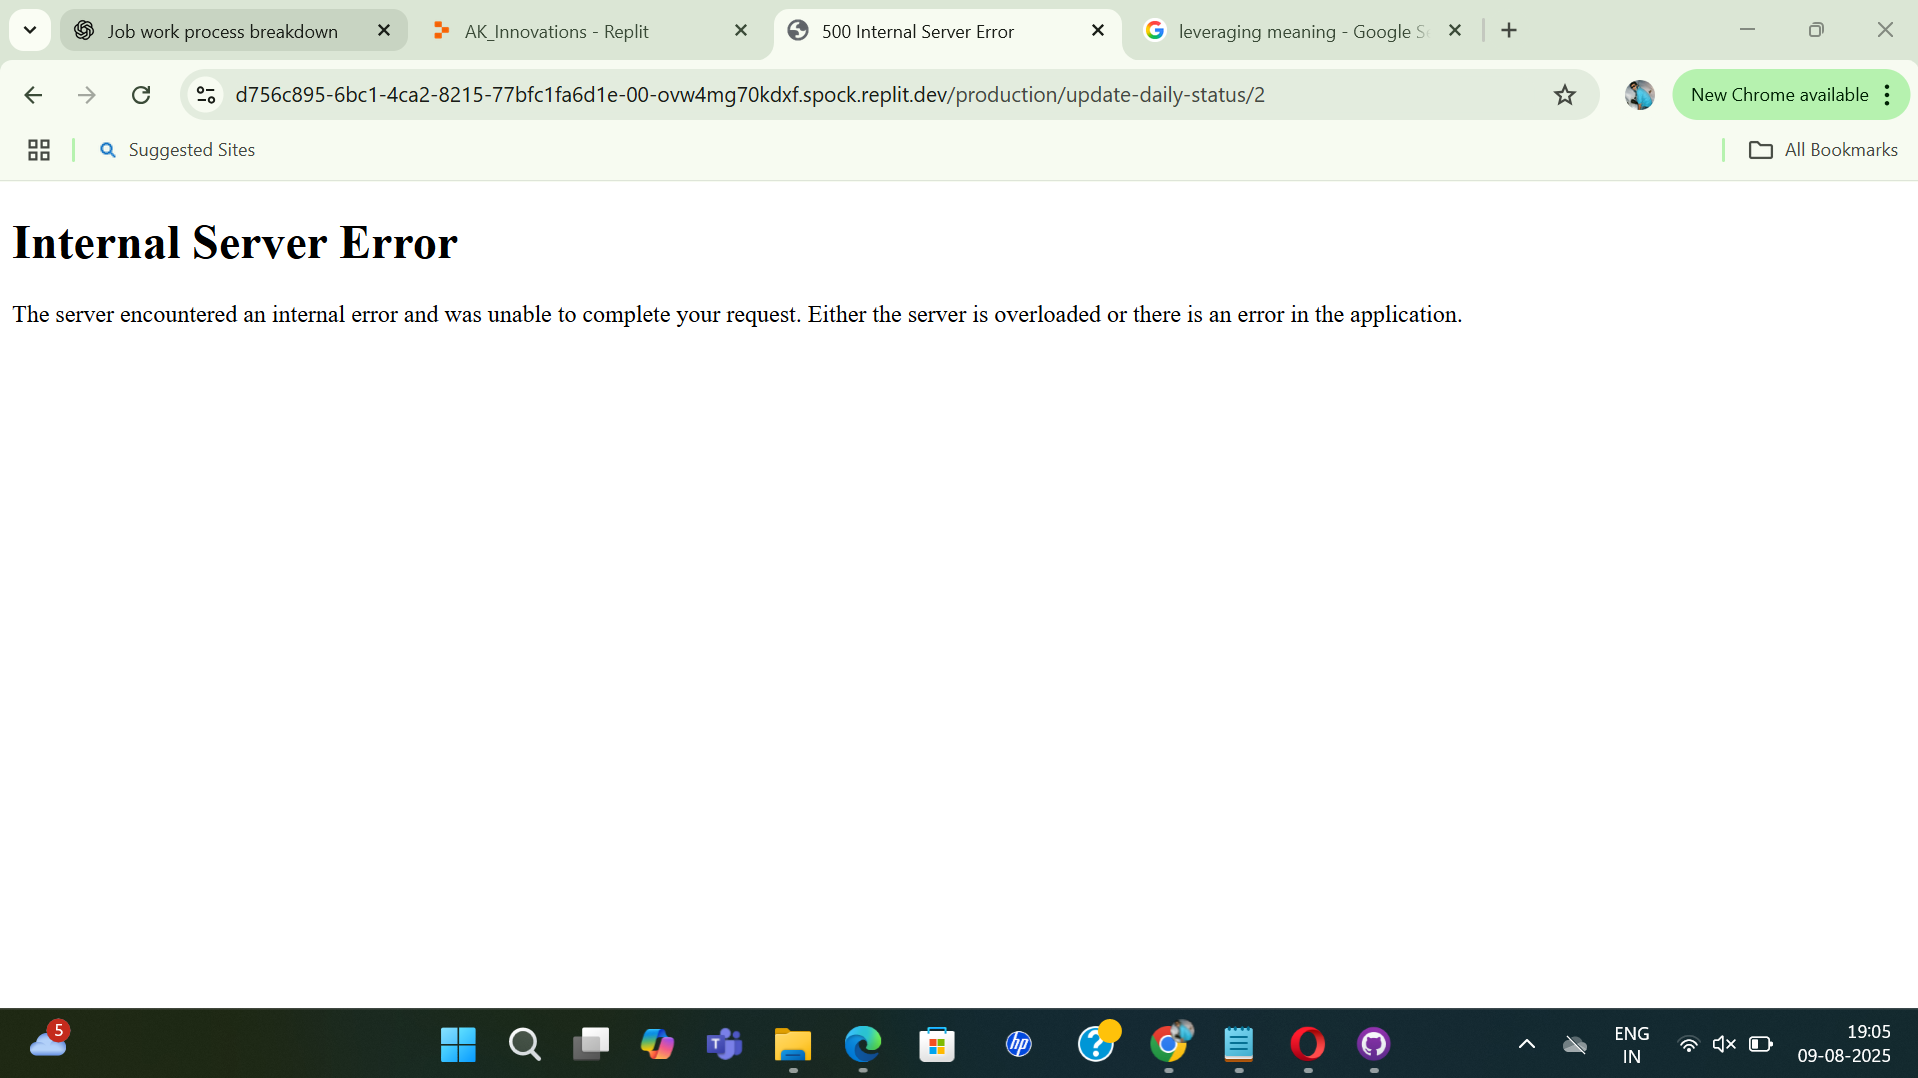 Job work process breakdown
AK_Innovations - Replit
500 Internal Server Error
leveraging meaning - Google S
d756c895-6bc1-4ca2-8215-77bfc1fa6d1e-00-ovw4mg70kdxf.spock.replit.dev/production/update-daily-status/2
New Chrome available
Suggested Sites
All Bookmarks
Internal Server Error
The server encountered an internal error and was unable to complete your request. Either the server is overloaded or there is an error in the application.
5
T
hp
?
ENG
IN
19:05
09-08-2025